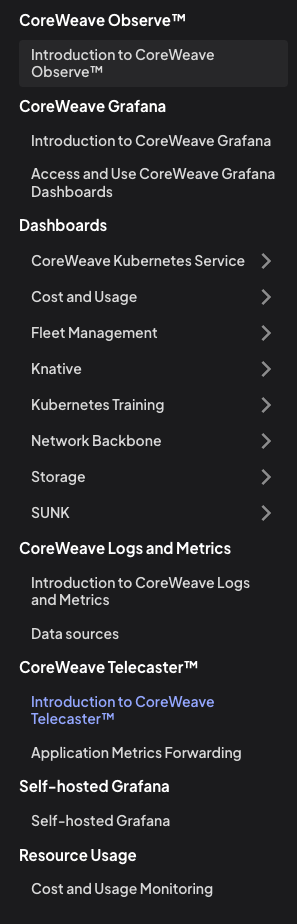 CoreWeave Observe™
Introduction to CoreWeave
Observe™
CoreWeave Grafana
Introduction to CoreWeave Grafana
Access and Use CoreWeave Grafana
Dashboards
Dashboards
CoreWeave Kubernetes Service
Cost and Usage
Fleet Management
Knative
Kubernetes Training
Network Backbone
Storage
SUNK
CoreWeave Logs and Metrics
Introduction to CoreWeave Logs
and Metrics
Data sources
CoreWeave Telecaster™
Introduction to CoreWeave
Telecaster™
Application Metrics Forwarding
Self-hosted Grafana
Self-hosted Grafana
Resource Usage
Cost and Usage Monitoring